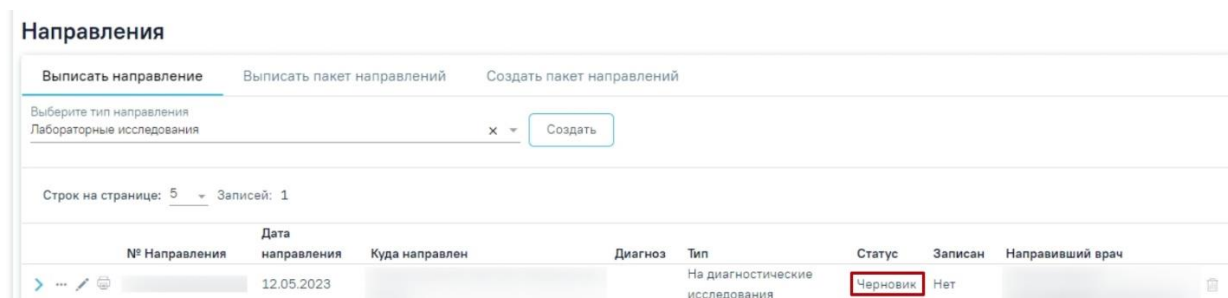 Направления
Выписать направление Выписать пакет направлений Создать пакет направлений
Выберите тип направления
Лабораторные исследования x Создать
Строк на странице: 5 Записей: 1
№ Направления Дата направления Куда направлен Диагноз Тип Статус Записан Направивший врач
12.05.2023 На диагностические исследования Черновик Нет